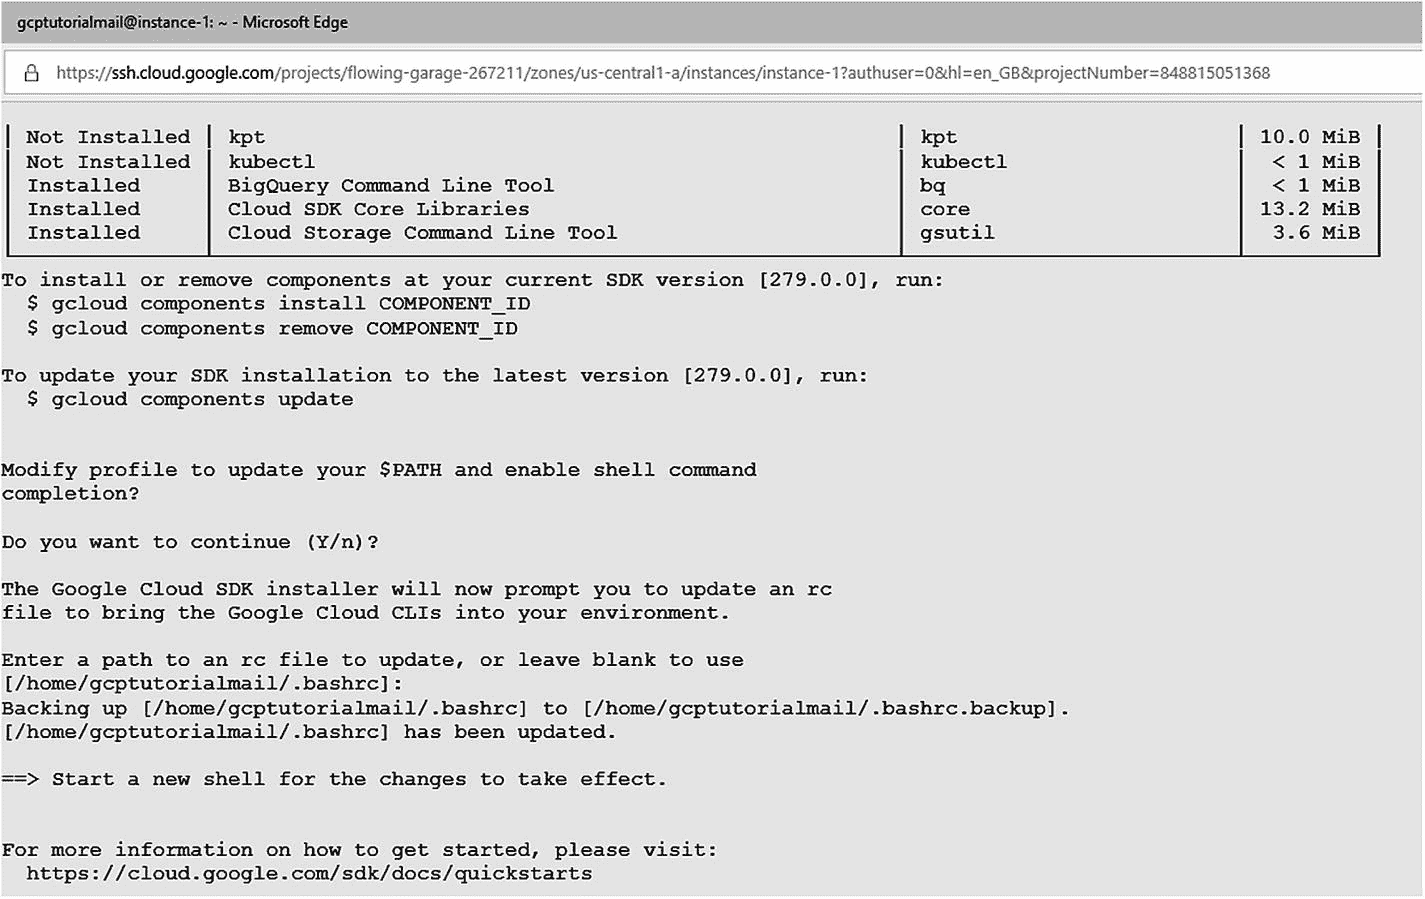 gcptutorialmail@instance-1: ~ - Microsoft Edge
https://ssh.cloud.google.com/projects/flowing-garage-267211/zones/us-central1-a/instances/instance-1?authuser=0&hl=en_GB&projectNumber=848815051368
| Not Installed | kpt | kpt | 10.0 MiB |
| Not Installed | kubectl | kubectl | < 1 MiB |
| Installed | BigQuery Command Line Tool | bq | < 1 MiB |
| Installed | Cloud SDK Core Libraries | core | 13.2 MiB |
| Installed | Cloud Storage Command Line Tool | gsutil | 3.6 MiB |
To install or remove components at your current SDK version [279.0.0], run:
$ gcloud components install COMPONENT_ID
$ gcloud components remove COMPONENT_ID
To update your SDK installation to the latest version [279.0.0], run:
$ gcloud components update
Modify profile to update your $PATH and enable shell command
completion?
Do you want to continue (Y/n)?
The Google Cloud SDK installer will now prompt you to update an rc
file to bring the Google Cloud CLIs into your environment.
Enter a path to an rc file to update, or leave blank to use
[/home/gcptutorialmail/.bashrc]:
Backing up [/home/gcptutorialmail/.bashrc] to [/home/gcptutorialmail/.bashrc.backup].
[/home/gcptutorialmail/.bashrc] has been updated.
==> Start a new shell for the changes to take effect.
For more information on how to get started, please visit:
https://cloud.google.com/sdk/docs/quickstarts